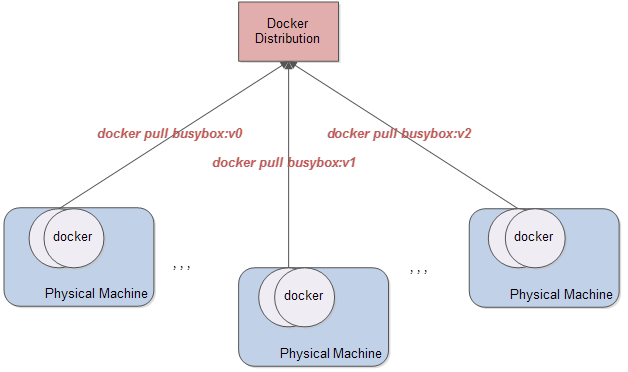 Docker
Distribution
docker pull busybox:v0
docker pull busybox:v2
docker pull busybox:v1
docker
docker
, , ,
, , ,
Physical Machine
docker
Physical Machine
Physical Machine